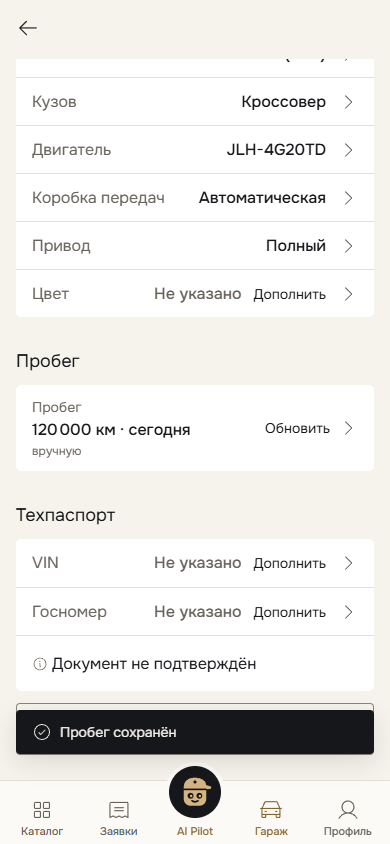 Кузов Кроссовер
Двигатель JLH-4G20TD
Коробка передач Автоматическая
Привод Полный
Цвет Не указано Дополнить
Пробег
Пробег
120 000 км · сегодня Обновить
вручную
Техпаспорт
VIN Не указано Дополнить
Госномер Не указано Дополнить
Документ не подтверждён
Пробег сохранён
Каталог Заявки AI Pilot Гараж Профиль